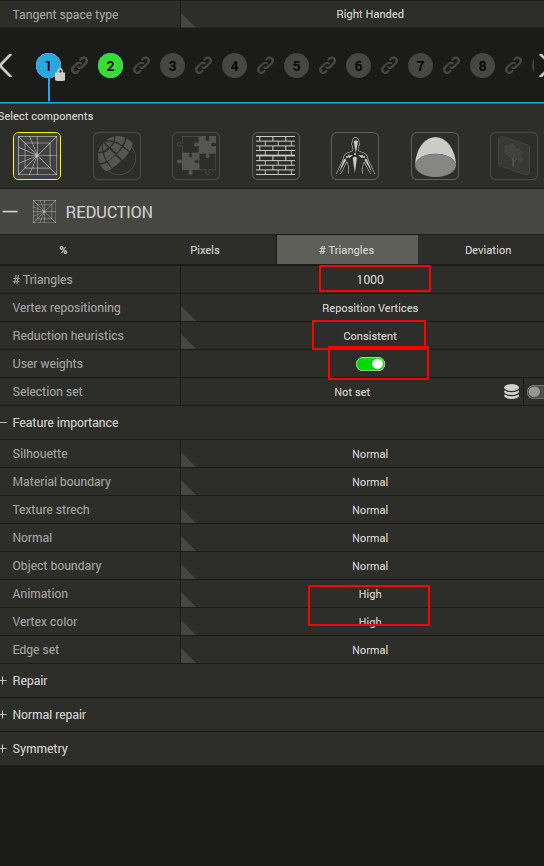 Tangent space type Right Handed
1 2 3 4 5 6 7 8
Select components
REDUCTION
% Pixels # Triangles Deviation
# Triangles 1000
Vertex repositioning Reposition Vertices
Reduction heuristics Consistent
User weights
Selection set Not set
Feature importance
Silhouette Normal
Material boundary Normal
Texture strech Normal
Normal Normal
Object boundary Normal
Animation High
Vertex color High
Edge set Normal
+ Repair
+ Normal repair
+ Symmetry